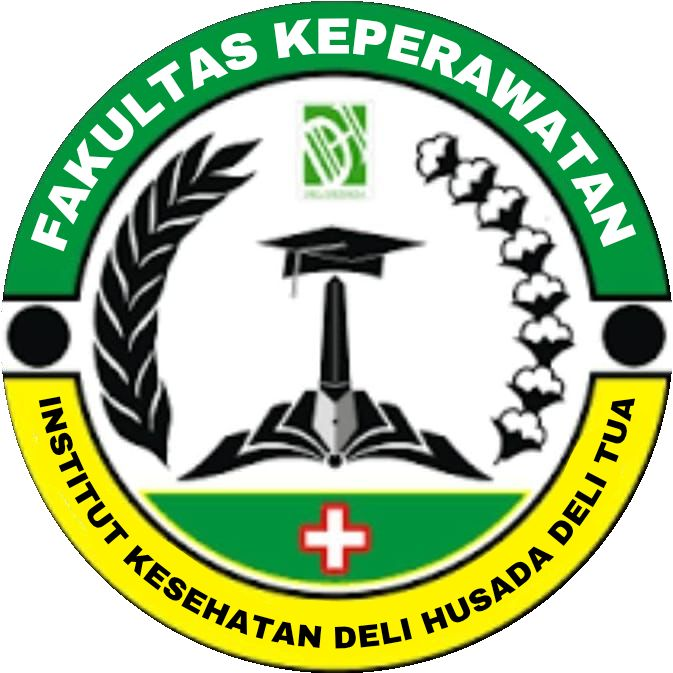 FAKULTAS KEPERAWATAN
INSTITUT KESEHATAN DELI HUSADA DELI TUA